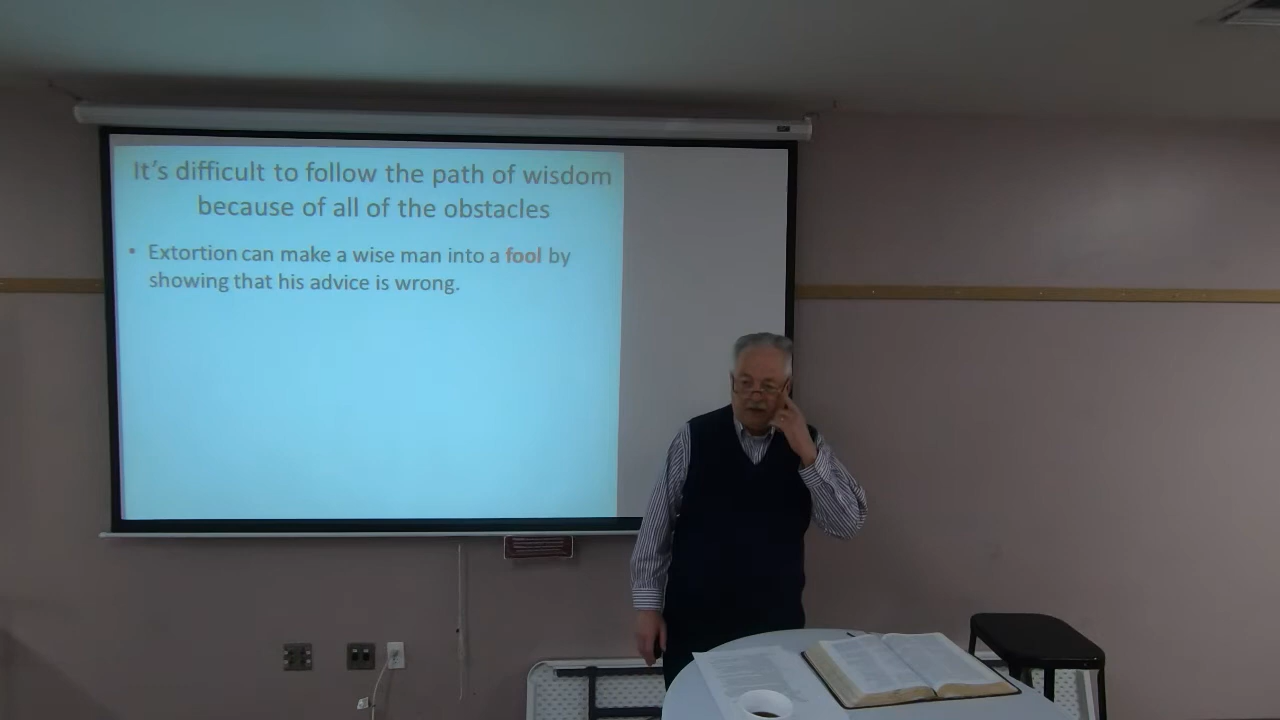 It's difficult to follow the path of wisdom
because of all of the obstacles
• Extortion can make a wise man into a fool by
showing that his advice is wrong.